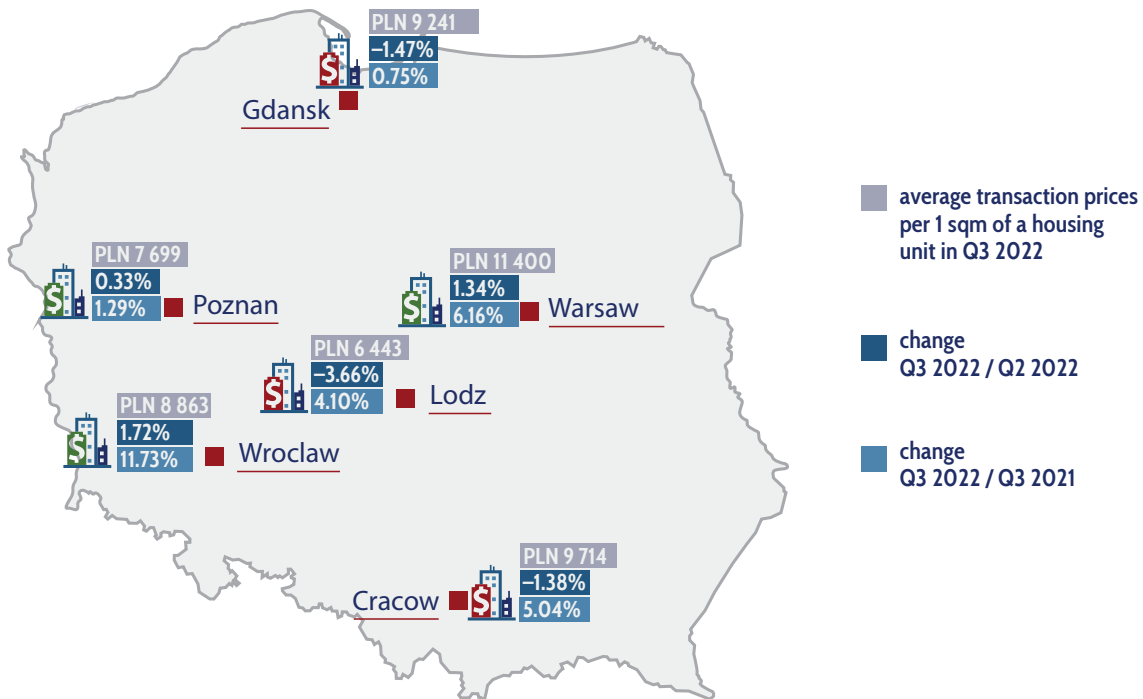 PLN 9 241
–1.47%
0.75%
$
Gdansk
PLN 7 699
0.33%
1.29%
$
Poznan
PLN 11 400
1.34%
6.16%
$
Warsaw
PLN 6 443
–3.66%
4.10%
$
Lodz
PLN 8 863
1.72%
11.73%
$
Wroclaw
PLN 9 714
–1.38%
5.04%
$
Cracow
average transaction prices
per 1 sqm of a housing
unit in Q3 2022
change
Q3 2022 / Q2 2022
change
Q3 2022 / Q3 2021